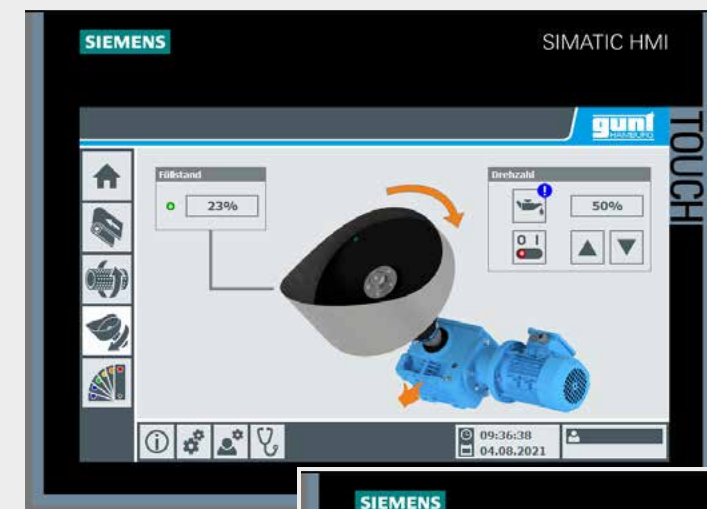 SIEMENS
SIMATIC HMI
TOUCH
gunt
HAMBURG
Füllstand
23%
Drehzahl
50%
0 I
09:36:38
04.08.2021
SIEMENS